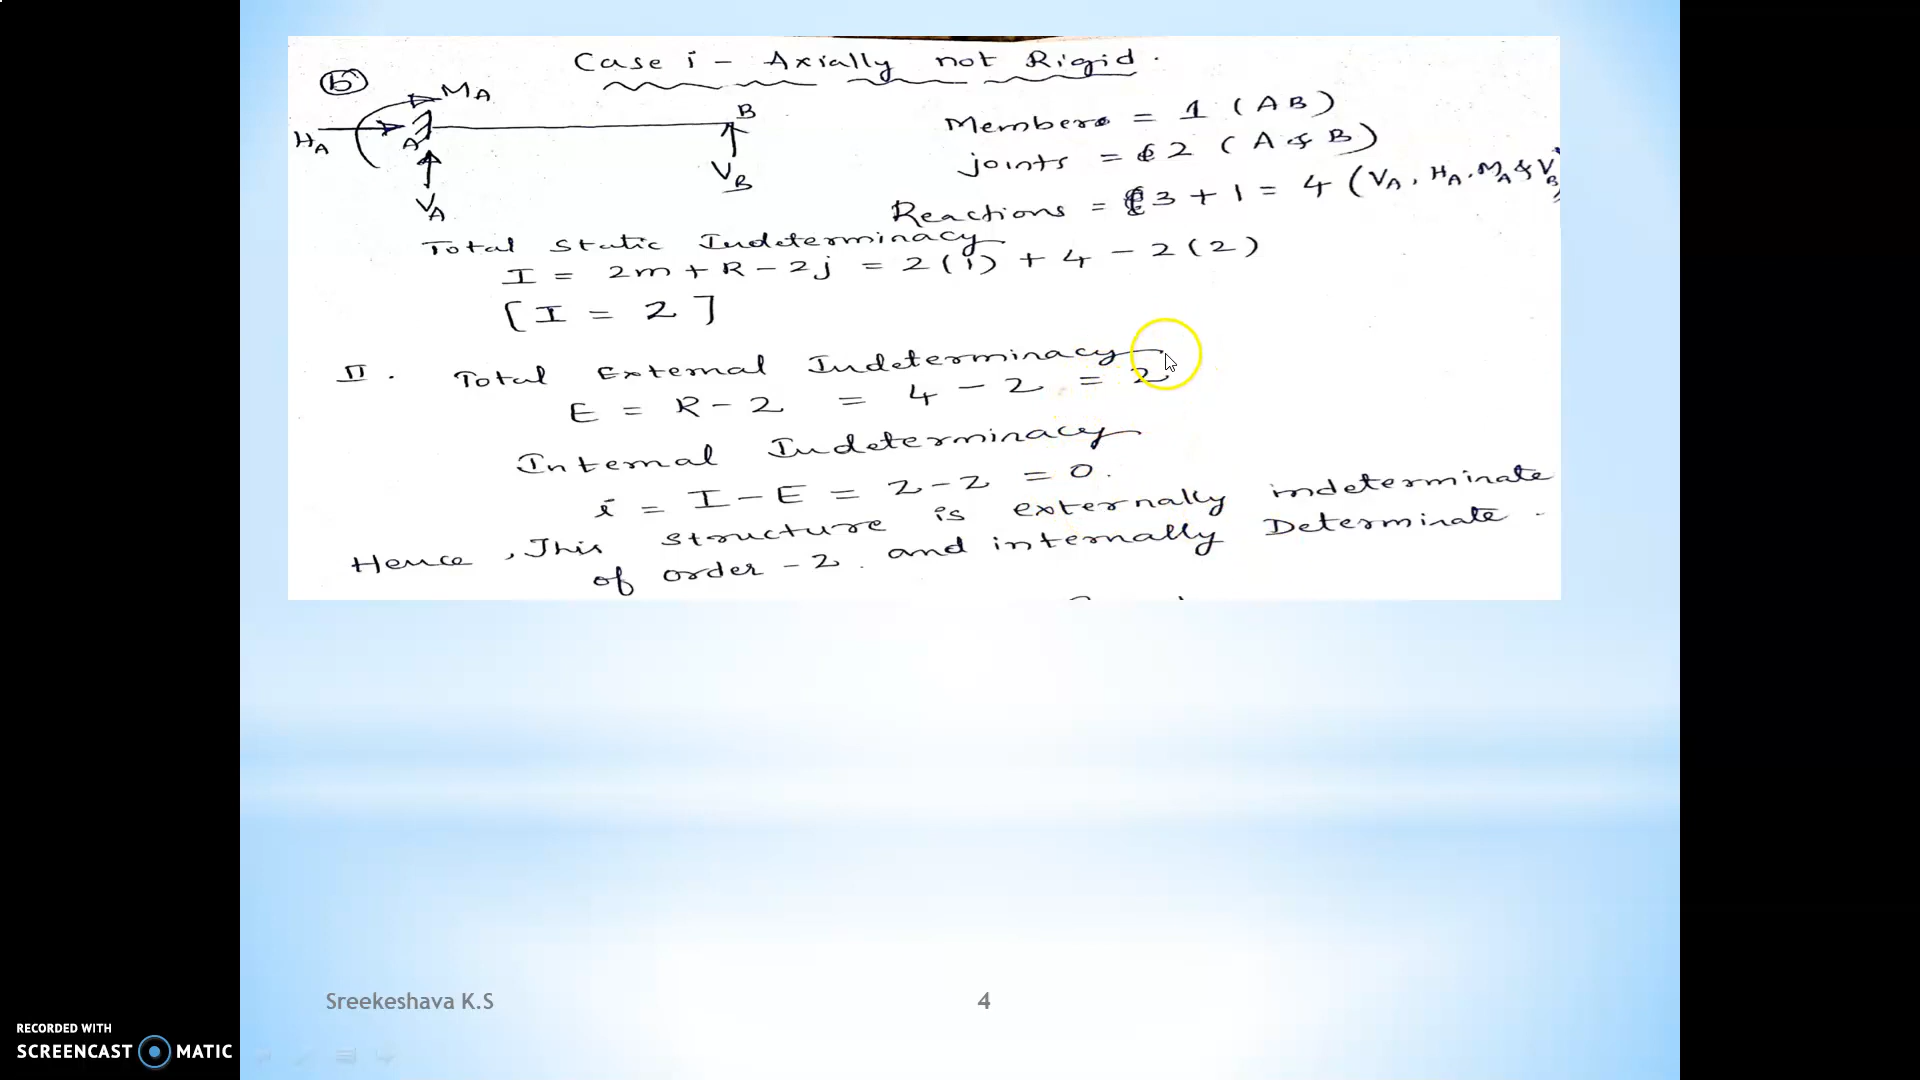 Case i - Axially not Rigid.
(b)
MA
HA
A
B
VA
VB
Members = 1 (AB)
joints = 2 (A & B)
Reactions = 3 + 1 = 4 (VA, HA, MA & VB)
Total Static Indeterminacy
I = 2m + R - 2j = 2(1) + 4 - 2(2)
[I = 2]
II. Total External Indeterminacy
E = R - 2 = 4 - 2 = 2
Internal Indeterminacy
i = I - E = 2 - 2 = 0.
Hence, This structure is externally indeterminate
of order - 2. and internally Determinate.
Sreekeshava K.S
4
RECORDED WITH
SCREENCAST MATIC